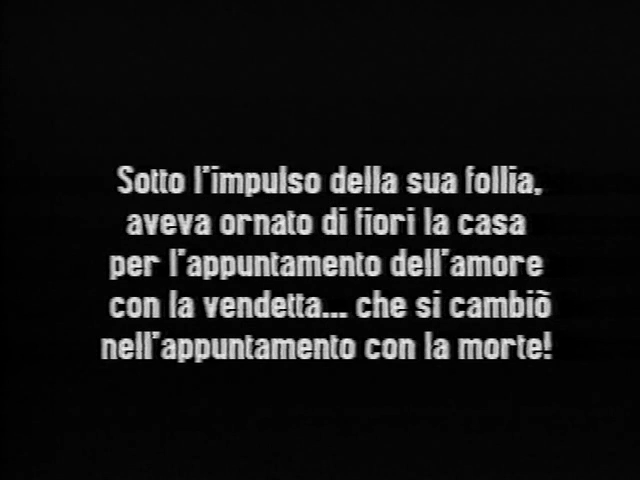 Sotto l'impulso della sua follia,
aveva ornato di fiori la casa
per l'appuntamento dell'amore
con la vendetta... che si cambiò
nell'appuntamento con la morte!